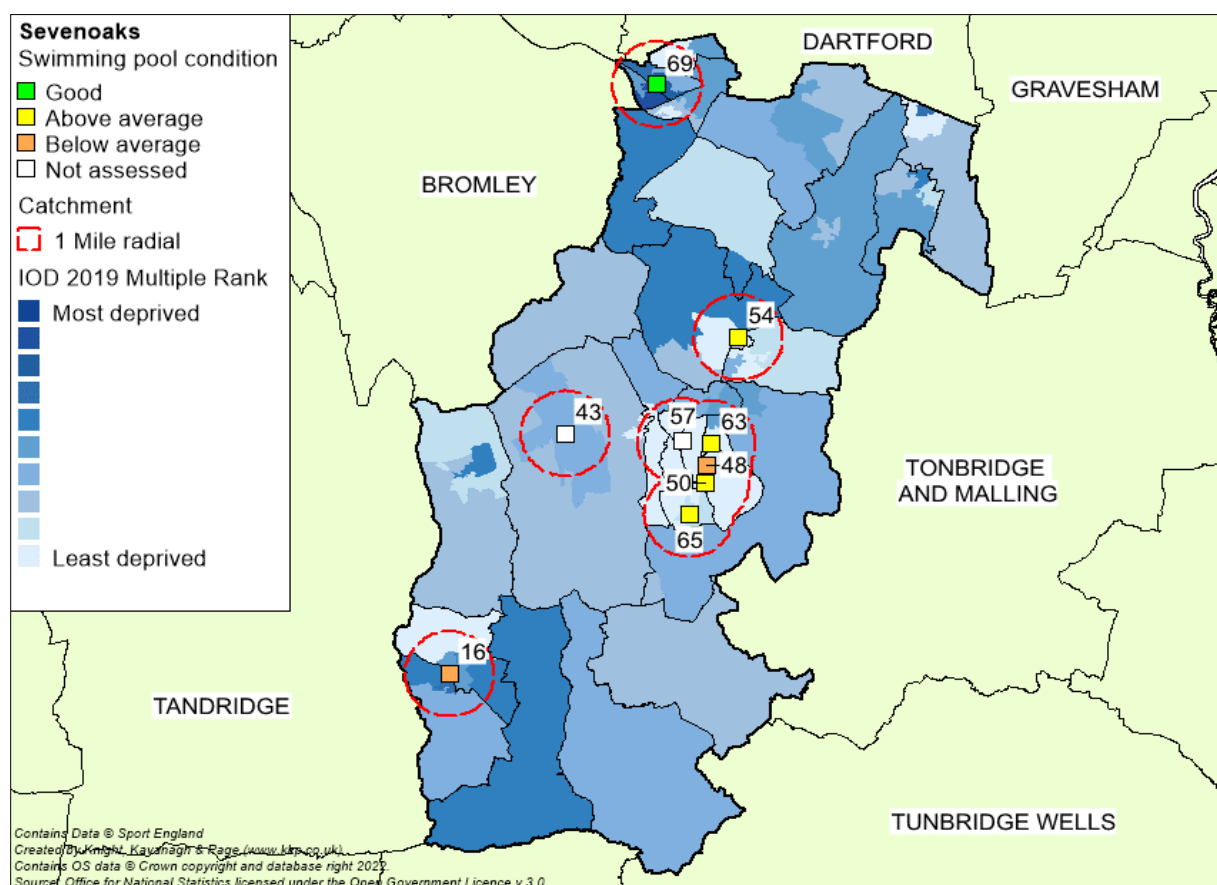 Sevenoaks
Swimming pool condition
Good
Above average
Below average
Not assessed
Catchment
1 Mile radial
IOD 2019 Multiple Rank
Most deprived
Least deprived
DARTFORD
69
GRAVESHAM
BROMLEY
54
43
57
63
48
50
65
TONBRIDGE
AND MALLING
16
TANDRIDGE
TUNBRIDGE WELLS
Contains Data ® Sport England
Created by Knight, Kavanagh & Page (www.kkp.co.uk)
Contains OS data © Crown copyright and database right 2022.
Source: Office for National Statistics licensed under the Open Government Licence v.3.0